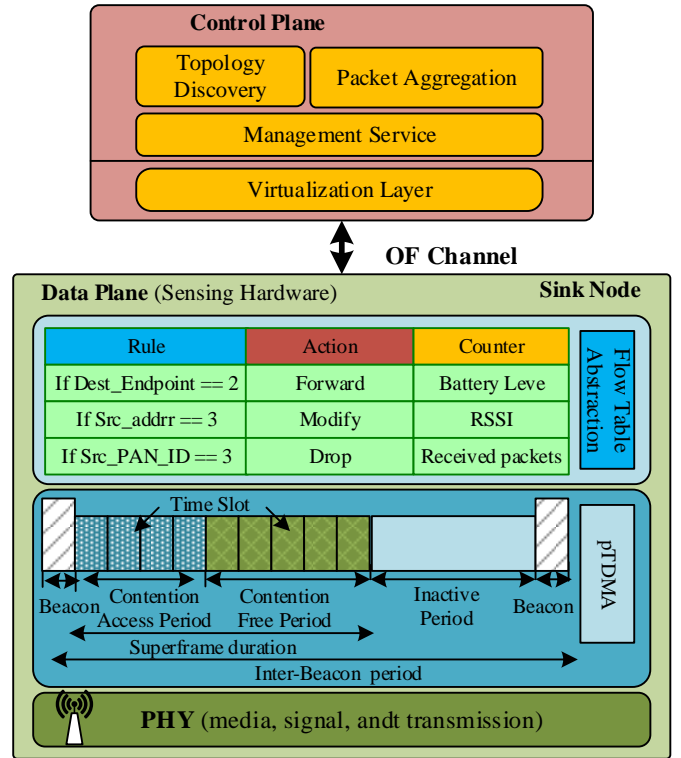 Control Plane
Topology
Discovery
Packet Aggregation
Management Service
Virtualization Layer
OF Channel
Data Plane (Sensing Hardware)
Sink Node
Rule Action Counter
If Dest_Endpoint == 2 Forward Battery Leve
If Src_addrr == 3 Modify RSSI
If Src_PAN_ID == 3 Drop Received packets
Flow Table
Abstraction
Time Slot
Beacon
Contention
Access Period
Contention
Free Period
Inactive
Period
Beacon
Superframe duration
Inter-Beacon period
pTDMA
PHY (media, signal, andt transmission)